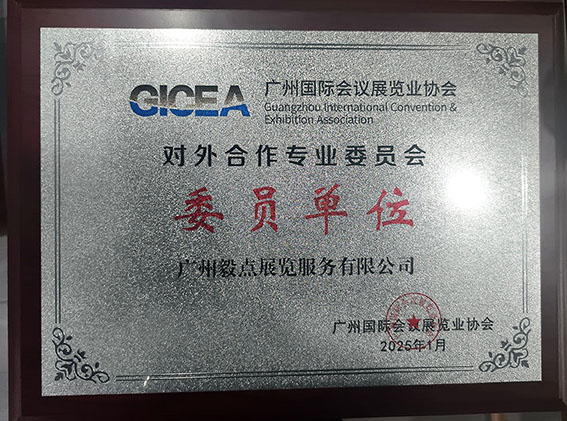 GICEA 广州国际会议展览业协会
Guangzhou International Convention &
Exhibition Association
对外合作专业委员会
委员单位
广州毅点展览服务有限公司
广州国际会议展览业协会
2025年1月